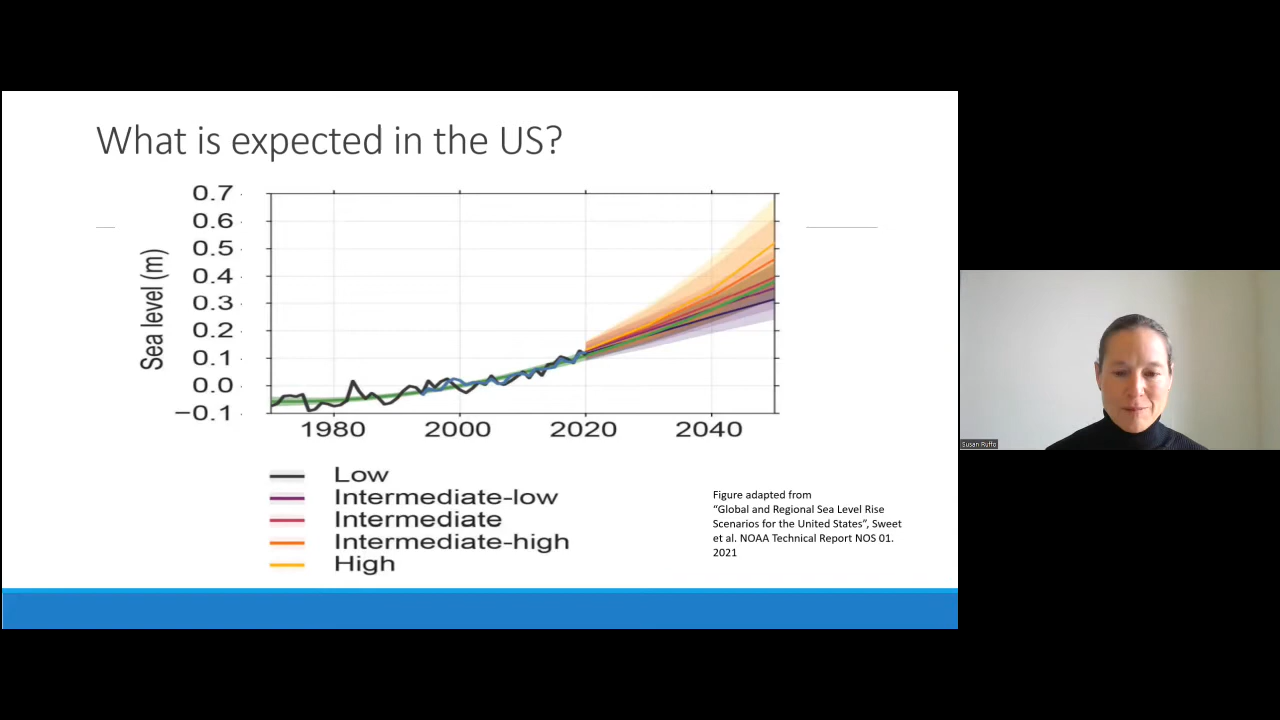 What is expected in the US?
0.7
0.6
0.5
0.4
0.3
0.2
0.1
0.0
−0.1
Sea level (m)
1980 2000 2020 2040
Low
Intermediate-low
Intermediate
Intermediate-high
High
Figure adapted from
“Global and Regional Sea Level Rise
Scenarios for the United States”, Sweet
et al. NOAA Technical Report NOS 01.
2021
Susan Ruffo